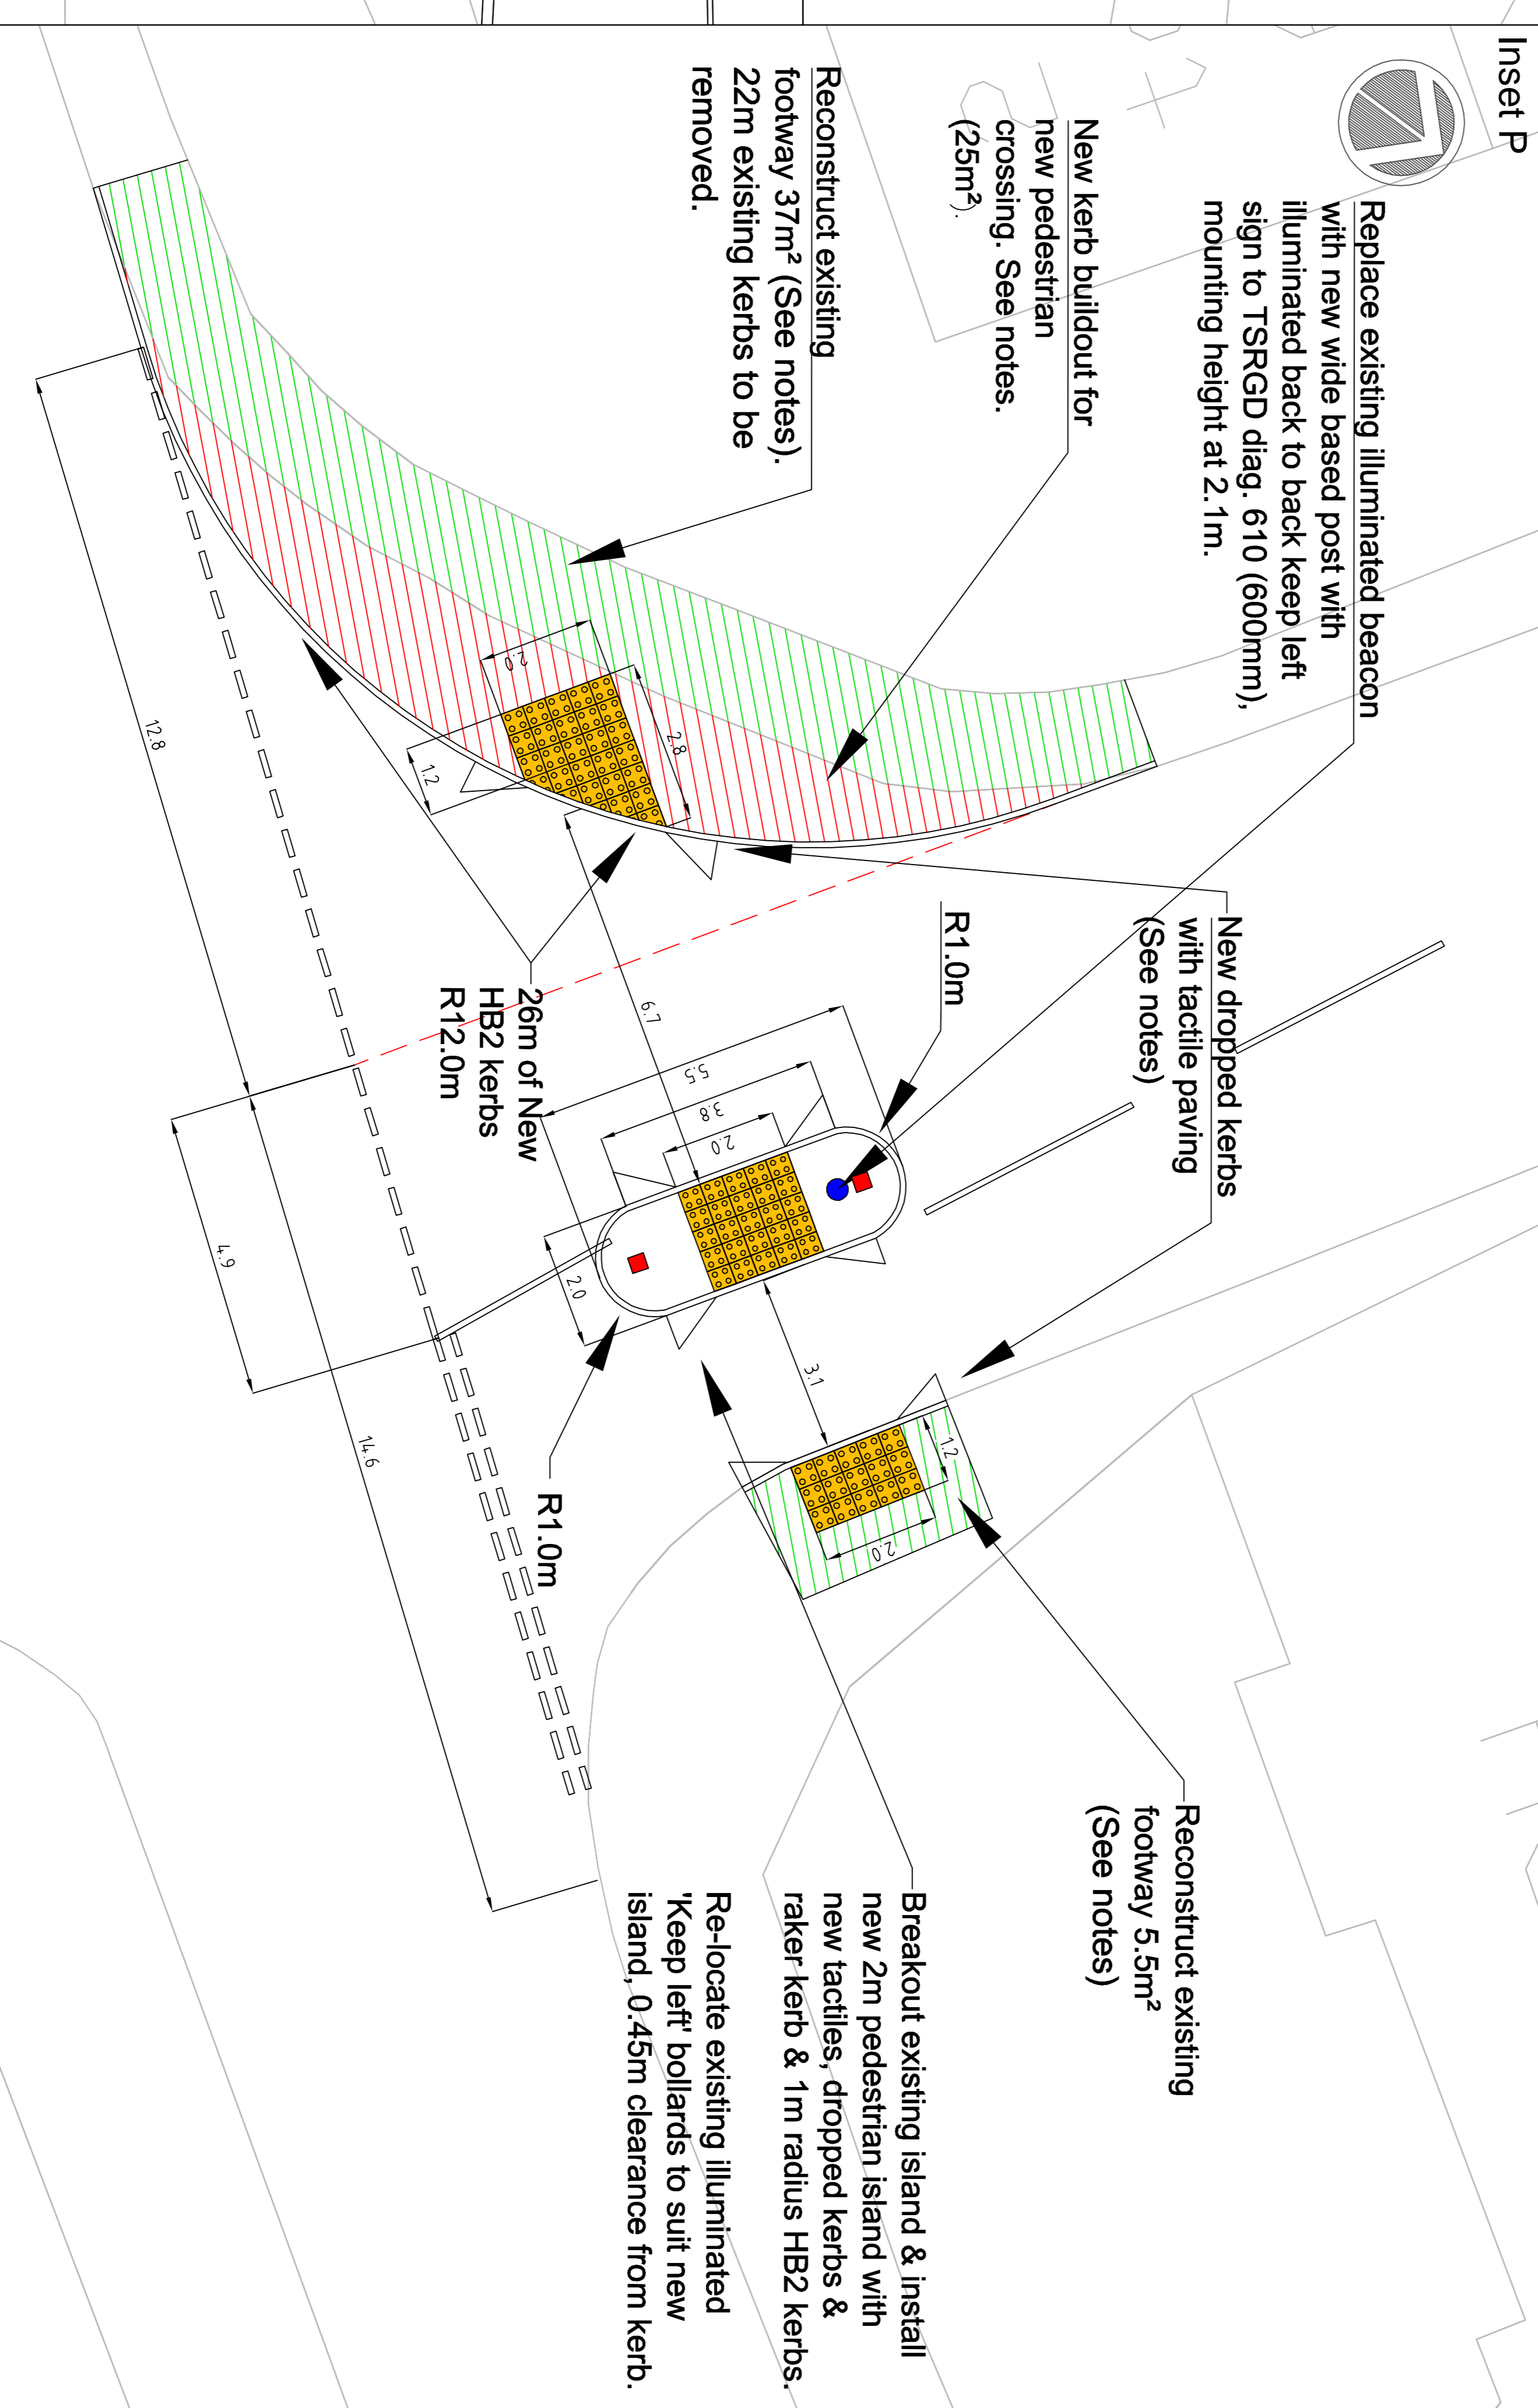 Inset P
Replace existing illuminated beacon
with new wide based post with
illuminated back to back keep left
sign to TSRGD diag. 610 (600mm),
mounting height at 2.1m.
New kerb buildout for
new pedestrian
crossing. See notes.
(25m²).
Reconstruct existing
footway 37m² (See notes).
22m existing kerbs to be
removed.
New dropped kerbs
with tactile paving
(See notes)
R1.0m
26m of New
HB2 kerbs
R12.0m
R1.0m
Reconstruct existing
footway 5.5m²
(See notes)
Breakout existing island & install
new 2m pedestrian island with
new tactiles, dropped kerbs &
raker kerb & 1m radius HB2 kerbs.
Re-locate existing illuminated
'Keep left' bollards to suit new
island, 0.45m clearance from kerb.
2.0
2.8
1.2
12.8
6.7
5.5
3.8
2.0
2.0
4.9
3.1
1.2
2.0
14.6